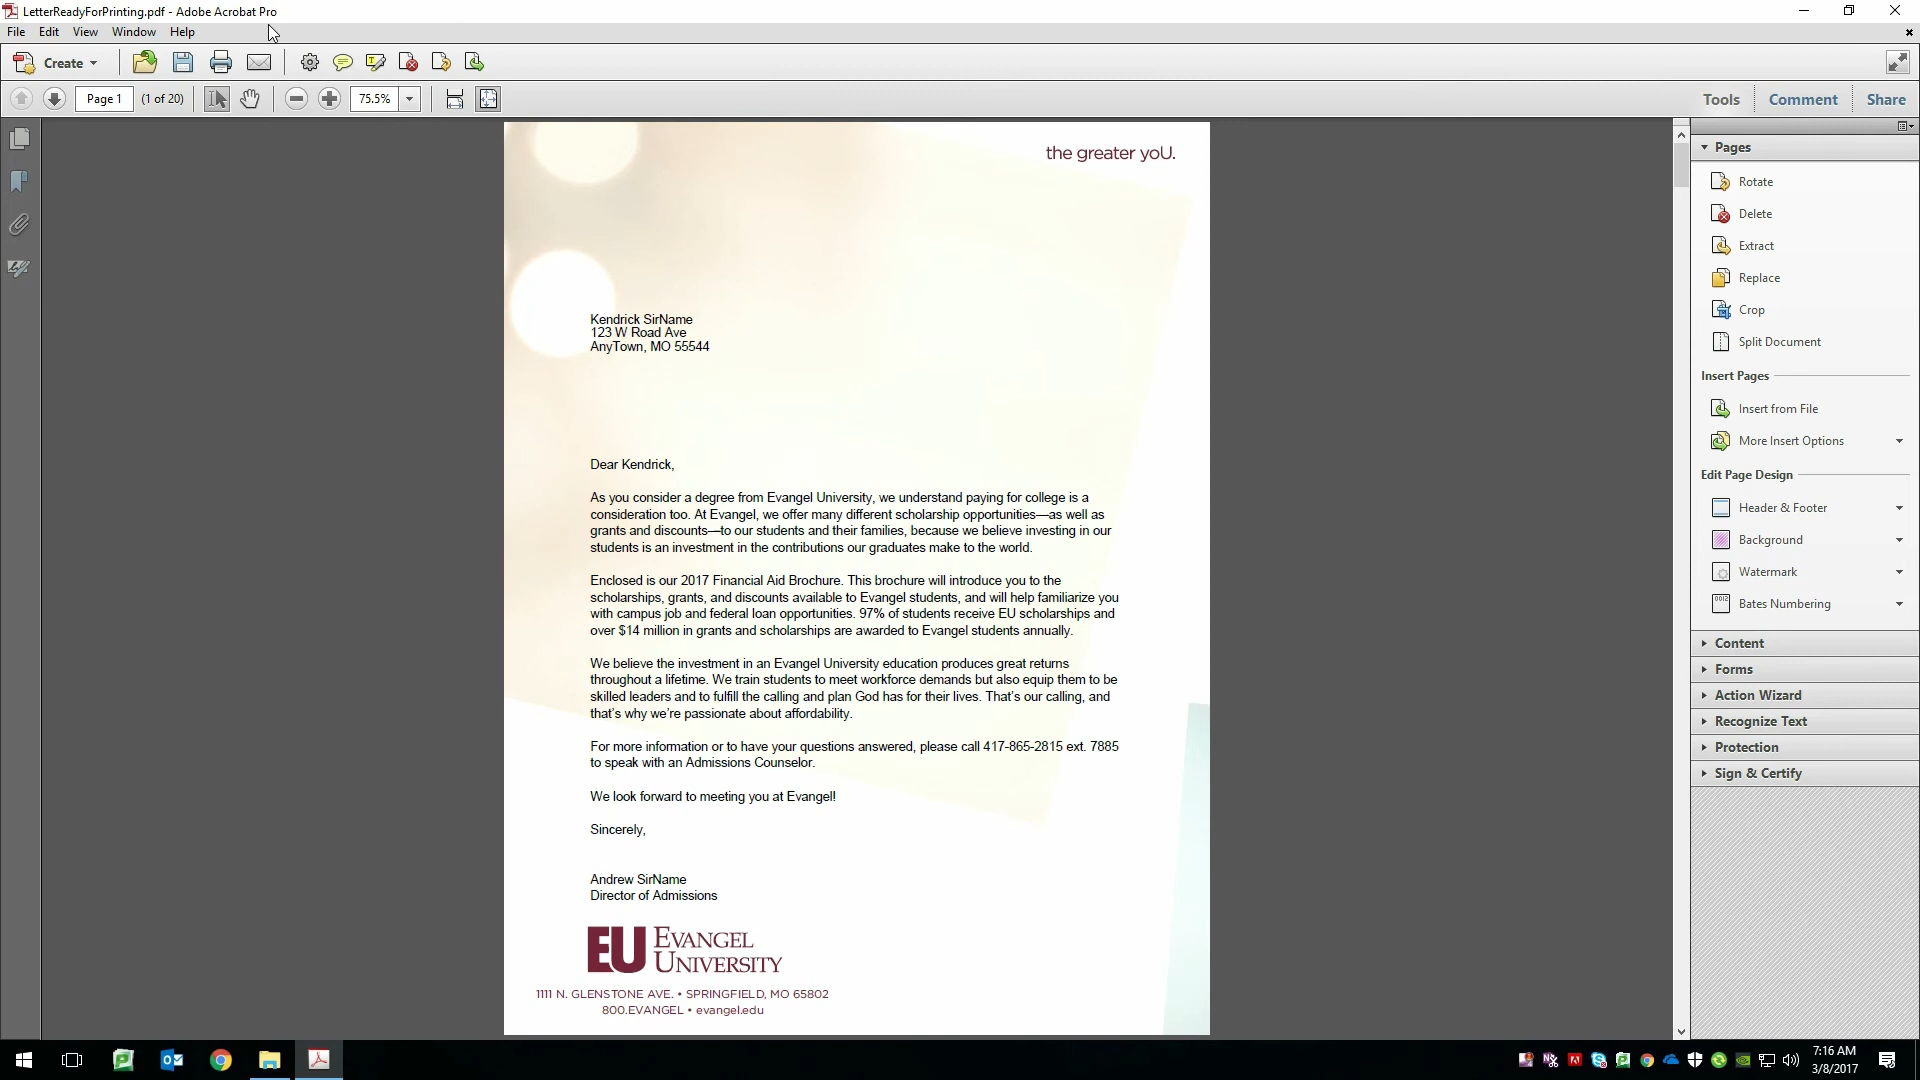 LetterReadyForPrinting.pdf - Adobe Acrobat Pro
File Edit View Window Help
Create
Page 1 (1 of 20) 75.5% Tools Comment Share
the greater yoU.
Kendrick SirName
123 W Road Ave
AnyTown, MO 55544
Dear Kendrick,
As you consider a degree from Evangel University, we understand paying for college is a
consideration too. At Evangel, we offer many different scholarship opportunities—as well as
grants and discounts—to our students and their families, because we believe investing in our
students is an investment in the contributions our graduates make to the world.
Enclosed is our 2017 Financial Aid Brochure. This brochure will introduce you to the
scholarships, grants, and discounts available to Evangel students, and will help familiarize you
with campus job and federal loan opportunities. 97% of students receive EU scholarships and
over $14 million in grants and scholarships are awarded to Evangel students annually.
We believe the investment in an Evangel University education produces great returns
throughout a lifetime. We train students to meet workforce demands but also equip them to be
skilled leaders and to fulfill the calling and plan God has for their lives. That's our calling, and
that's why we're passionate about affordability.
For more information or to have your questions answered, please call 417-865-2815 ext. 7885
to speak with an Admissions Counselor.
We look forward to meeting you at Evangel!
Sincerely,
Andrew SirName
Director of Admissions
EU EVANGEL
UNIVERSITY
1111 N. GLENSTONE AVE. • SPRINGFIELD, MO 65802
800.EVANGEL • evangel.edu
Pages
Rotate
Delete
Extract
Replace
Crop
Split Document
Insert Pages
Insert from File
More Insert Options
Edit Page Design
Header & Footer
Background
Watermark
Bates Numbering
Content
Forms
Action Wizard
Recognize Text
Protection
Sign & Certify
7:16 AM
3/8/2017